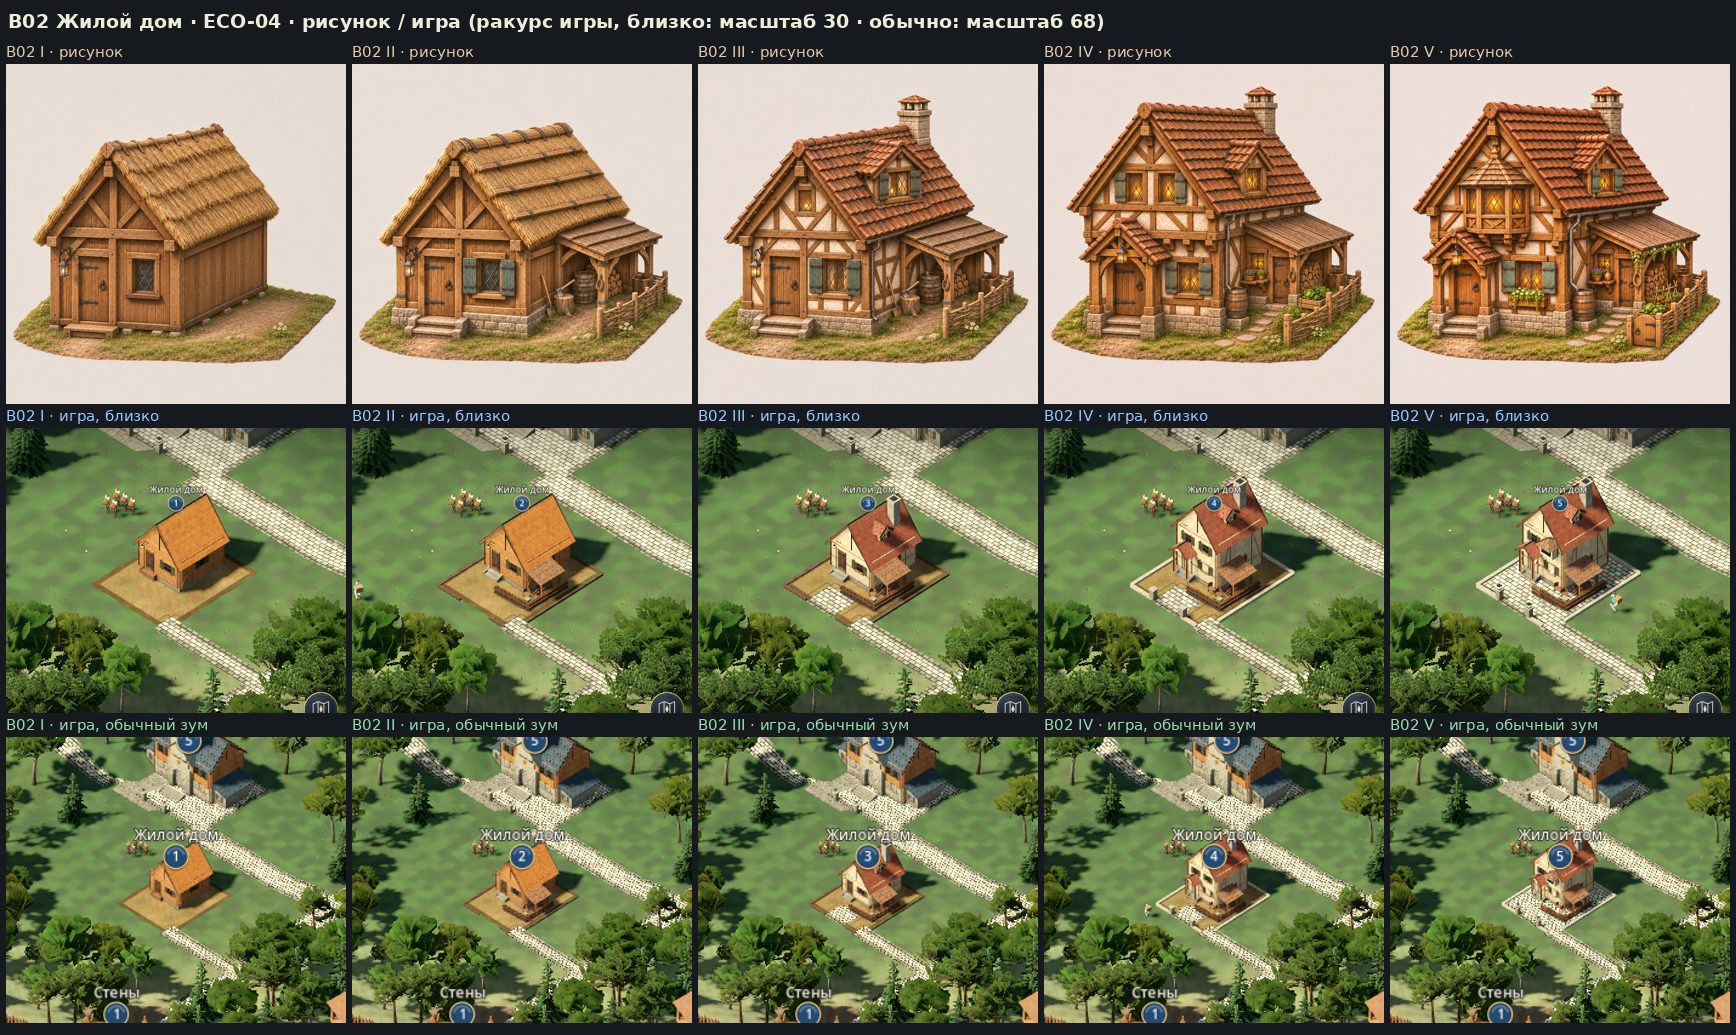 B02 Жилой дом · ECO-04 · рисунок / игра (ракурс игры, близко: масштаб 30 · обычно: масштаб 68)
B02 I · рисунок
B02 II · рисунок
B02 III · рисунок
B02 IV · рисунок
B02 V · рисунок
B02 I · игра, близко
B02 II · игра, близко
B02 III · игра, близко
B02 IV · игра, близко
B02 V · игра, близко
Жилой дом
1
Жилой дом
2
Жилой дом
3
Жилой дом
4
Жилой дом
5
B02 I · игра, обычный зум
B02 II · игра, обычный зум
B02 III · игра, обычный зум
B02 IV · игра, обычный зум
B02 V · игра, обычный зум
5
5
5
5
5
Жилой дом
1
Жилой дом
2
Жилой дом
3
Жилой дом
4
Жилой дом
5
Стены
1
Стены
1
Стены
1
Стены
1
Стены
1